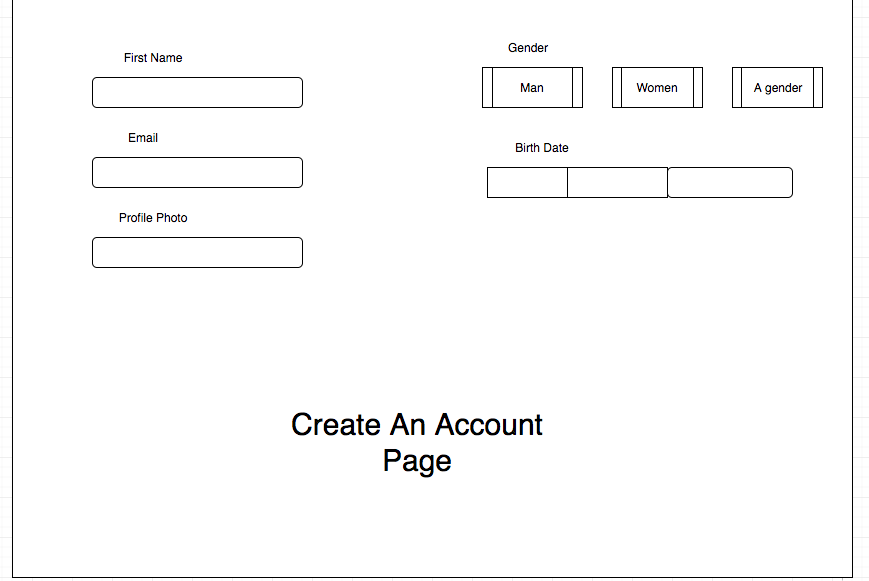 First Name
Email
Profile Photo
Gender
Man
Women
A gender
Birth Date
Create An Account
Page